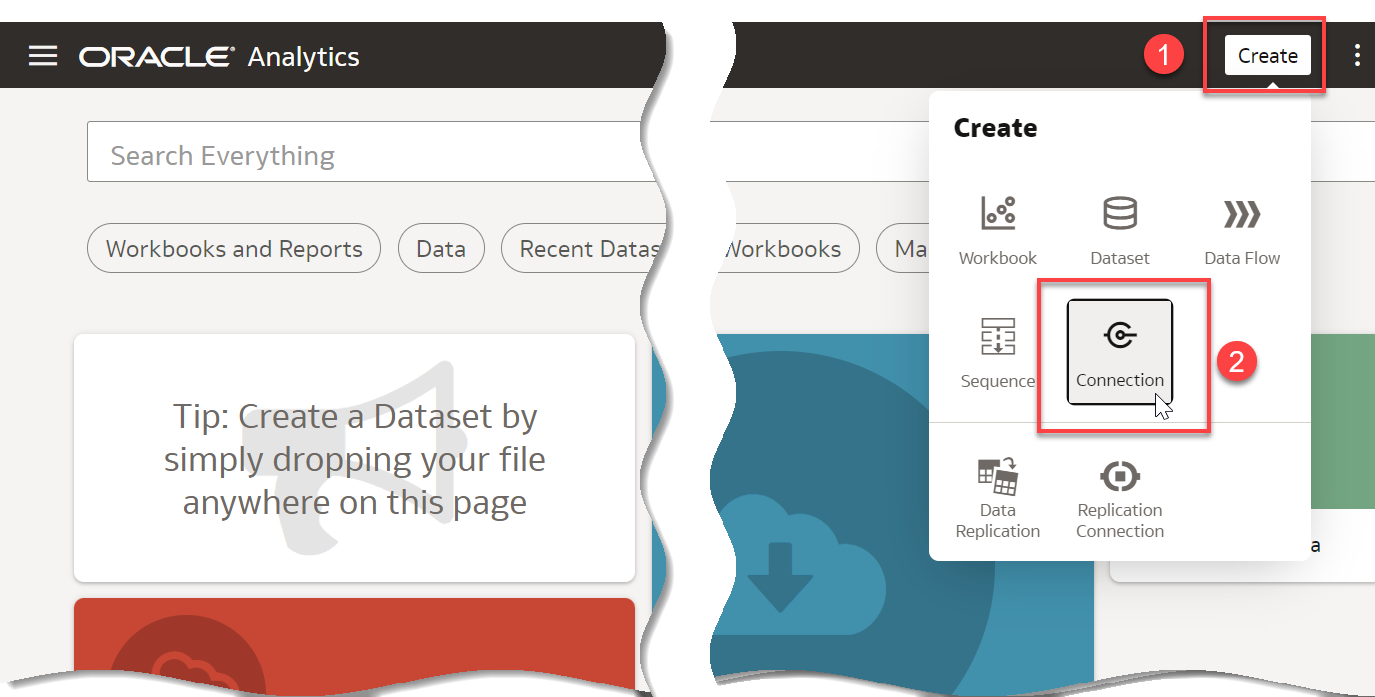 ORACLE Analytics
1
Create
Search Everything
Create
Workbooks and Reports
Data
Recent Datas
Workbooks
Ma
Workbook
Dataset
Data Flow
Sequence
Connection
2
Tip: Create a Dataset by
simply dropping your file
anywhere on this page
Data
Replication
Replication
Connection
a